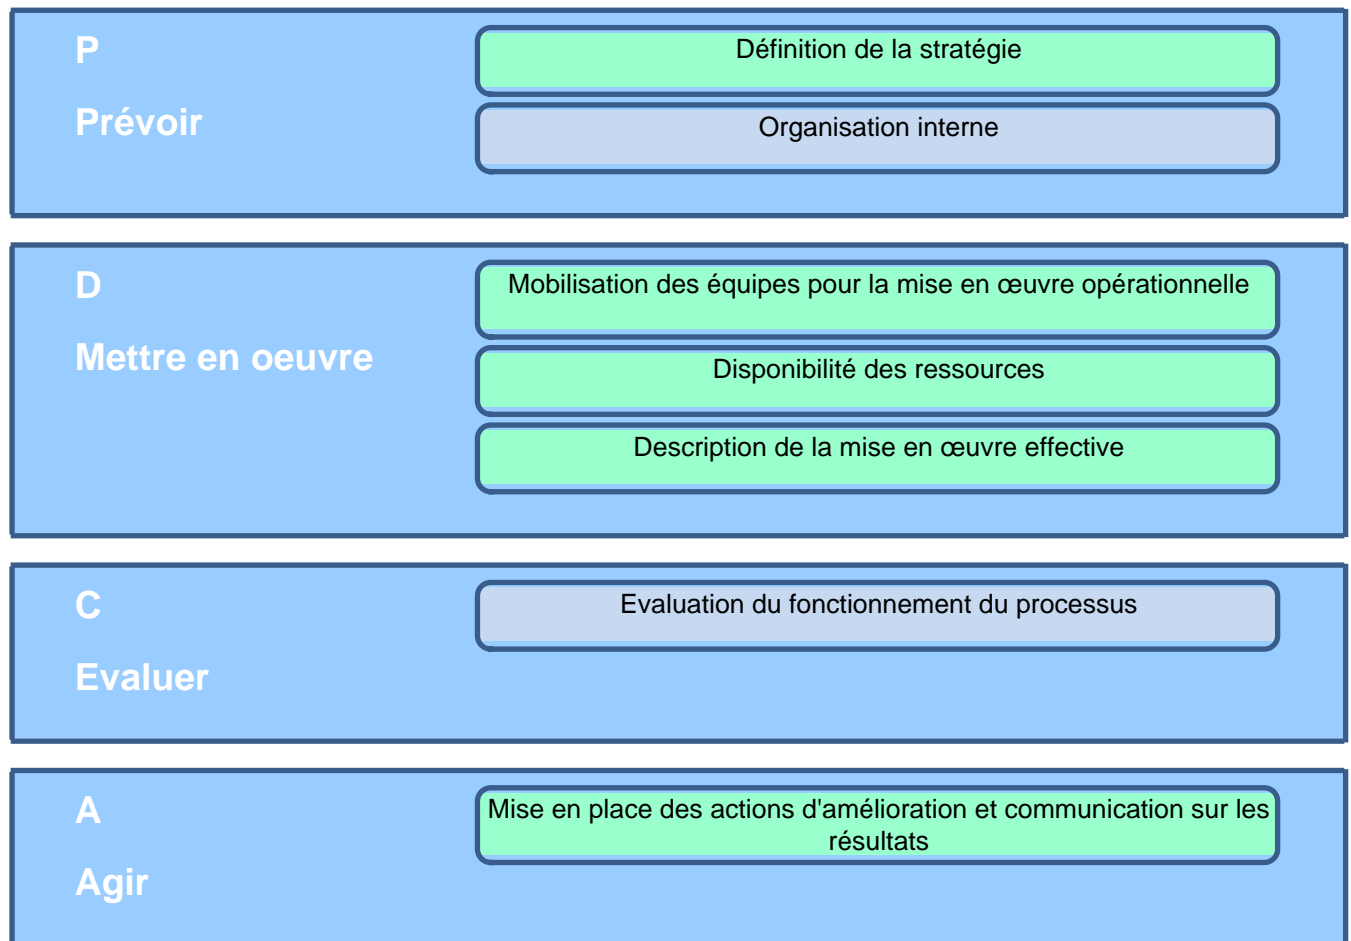 P
Prévoir
Définition de la stratégie
Organisation interne
D
Mettre en oeuvre
Mobilisation des équipes pour la mise en œuvre opérationnelle
Disponibilité des ressources
Description de la mise en œuvre effective
C
Evaluer
Evaluation du fonctionnement du processus
A
Agir
Mise en place des actions d'amélioration et communication sur les
résultats